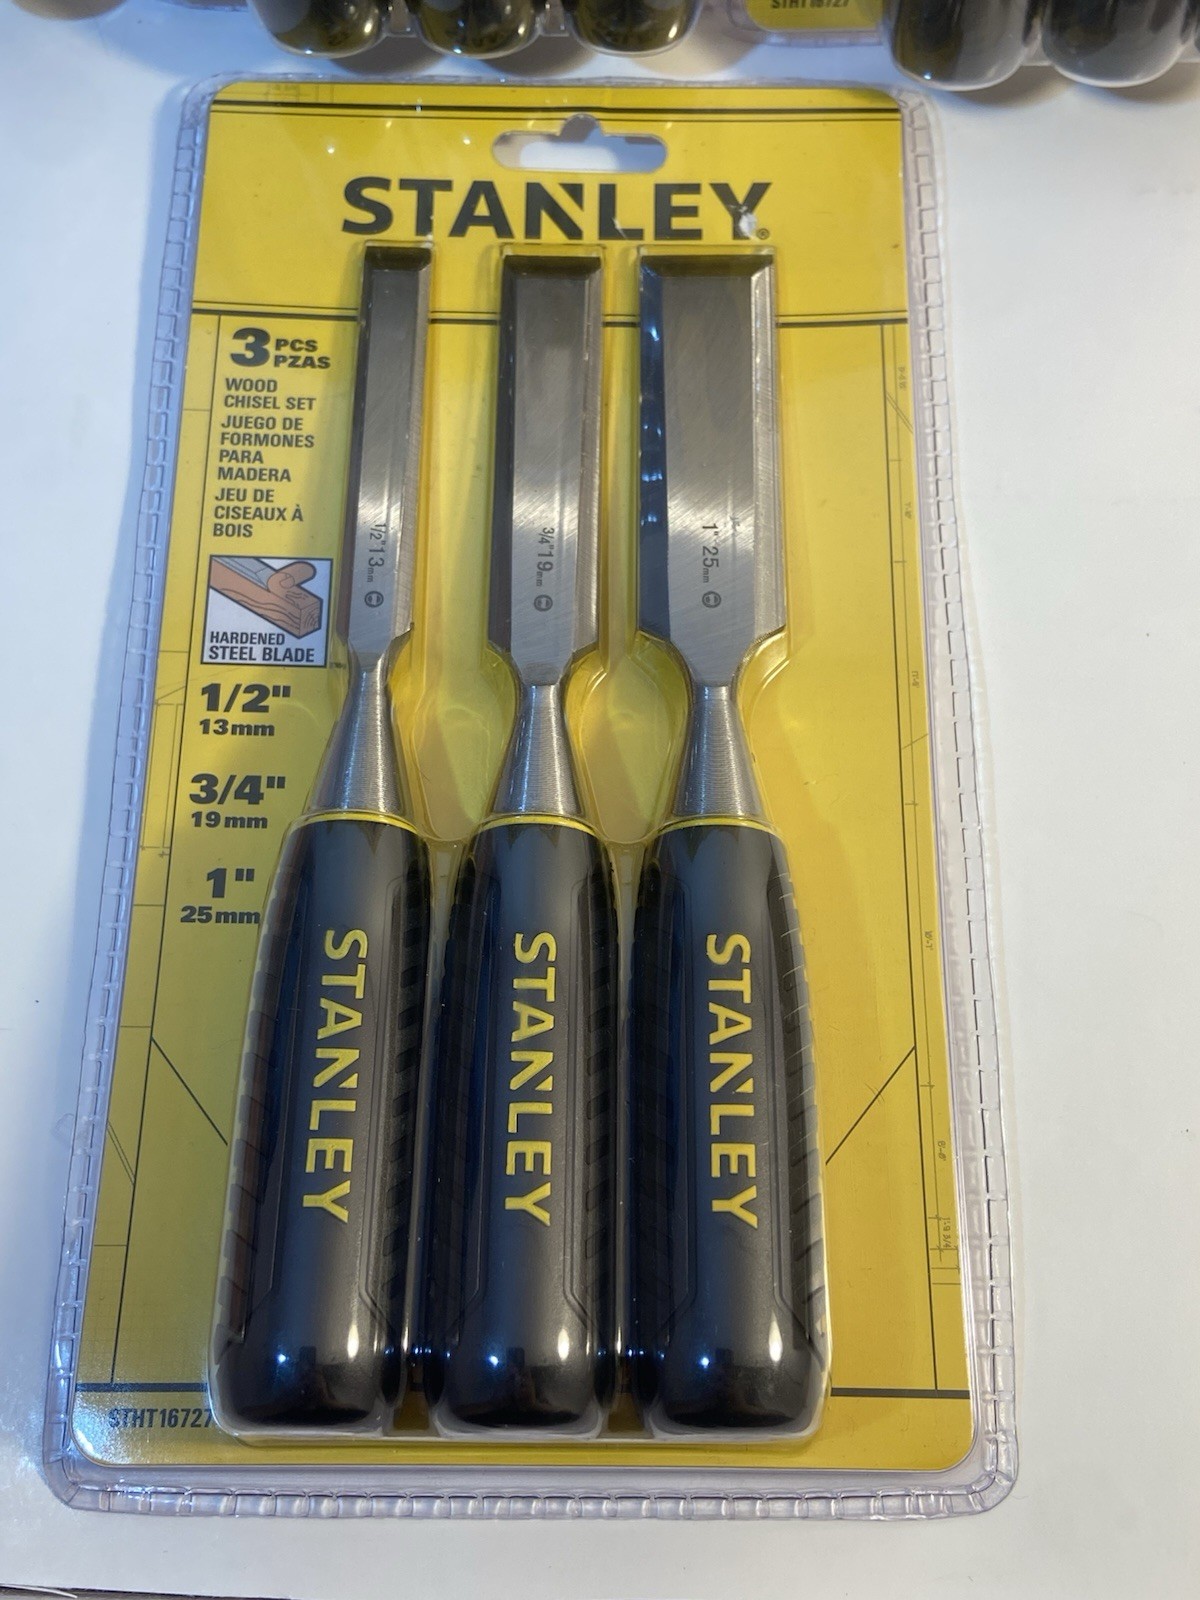 STHT16727
STANLEY®
3 PCS
PZAS
WOOD
CHISEL SET
JUEGO DE
FORMONES
PARA
MADERA
JEU DE
CISEAUX À
BOIS
HARDENED
STEEL BLADE
1/2"
13mm
3/4"
19mm
1"
25mm
1/2" 13mm
3/4" 19mm
1" 25mm
STANLEY
STANLEY
STANLEY
STHT16727